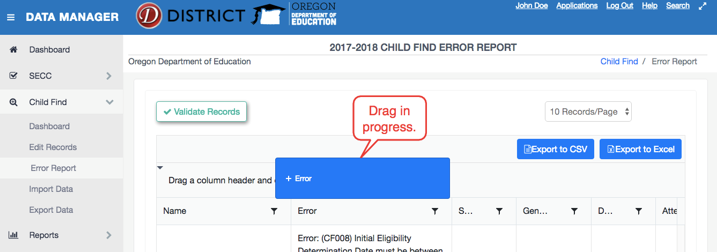 DATA MANAGER
DISTRICT
OREGON
DEPARTMENT OF
EDUCATION
John Doe Applications Log Out Help Search
Dashboard
SECC
Child Find
Dashboard
Edit Records
Error Report
Import Data
Export Data
Reports
2017-2018 CHILD FIND ERROR REPORT
Oregon Department of Education
Child Find / Error Report
Validate Records
Drag in
progress.
10 Records/Page
Export to CSV
Export to Excel
Drag a column header and
+ Error
Name Error S... Gen... D... Atte
Error: (CF008) Initial Eligibility
Determination Date must be between